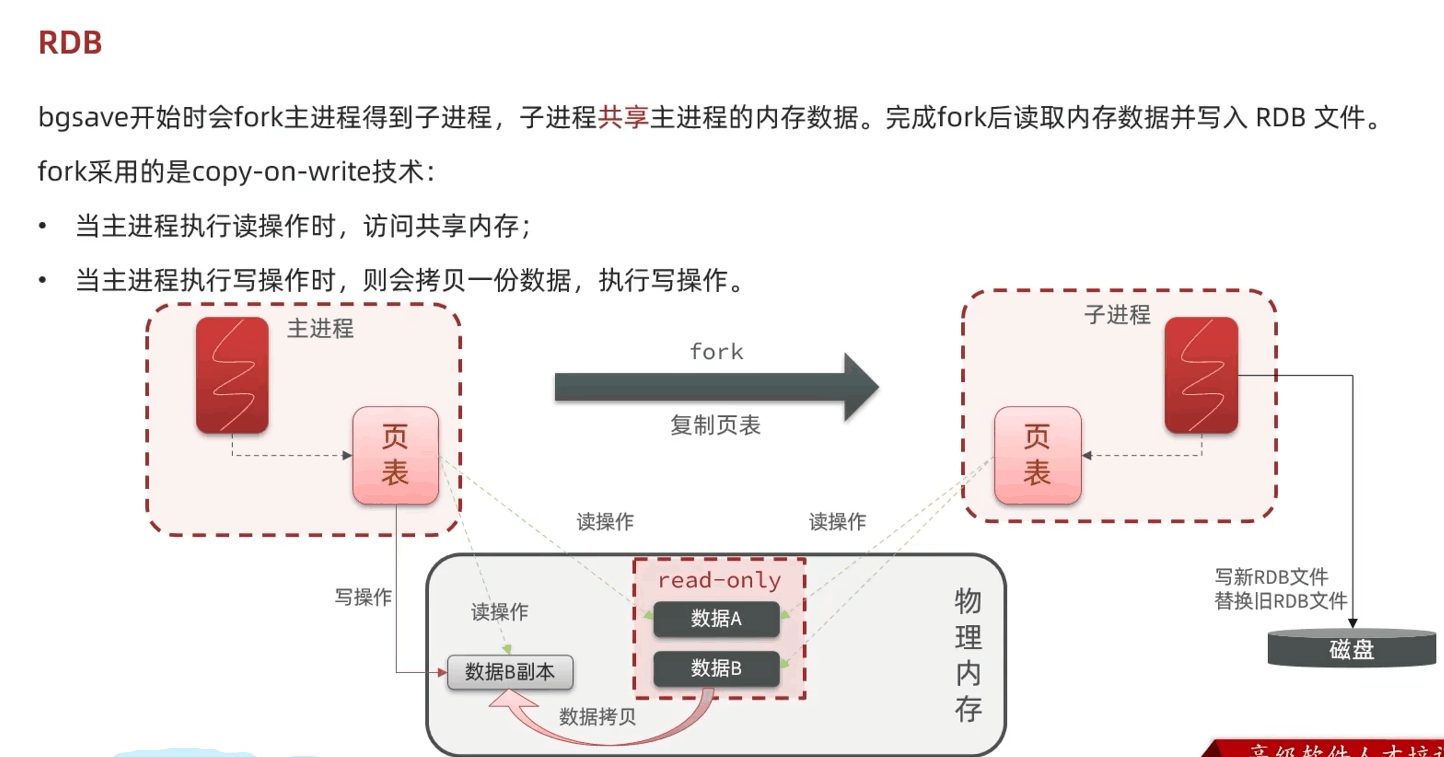 RDB
bgsave开始时会fork主进程得到子进程，子进程共享主进程的内存数据。完成fork后读取内存数据并写入 RDB 文件。
fork采用的是copy-on-write技术：
• 当主进程执行读操作时，访问共享内存；
• 当主进程执行写操作时，则会拷贝一份数据，执行写操作。
主进程
子进程
fork
复制页表
页
表
页
表
读操作
读操作
写操作
读操作
read-only
数据A
数据B
数据B副本
数据拷贝
物
理
内
存
写新RDB文件
替换旧RDB文件
磁盘
高级软件人才培训